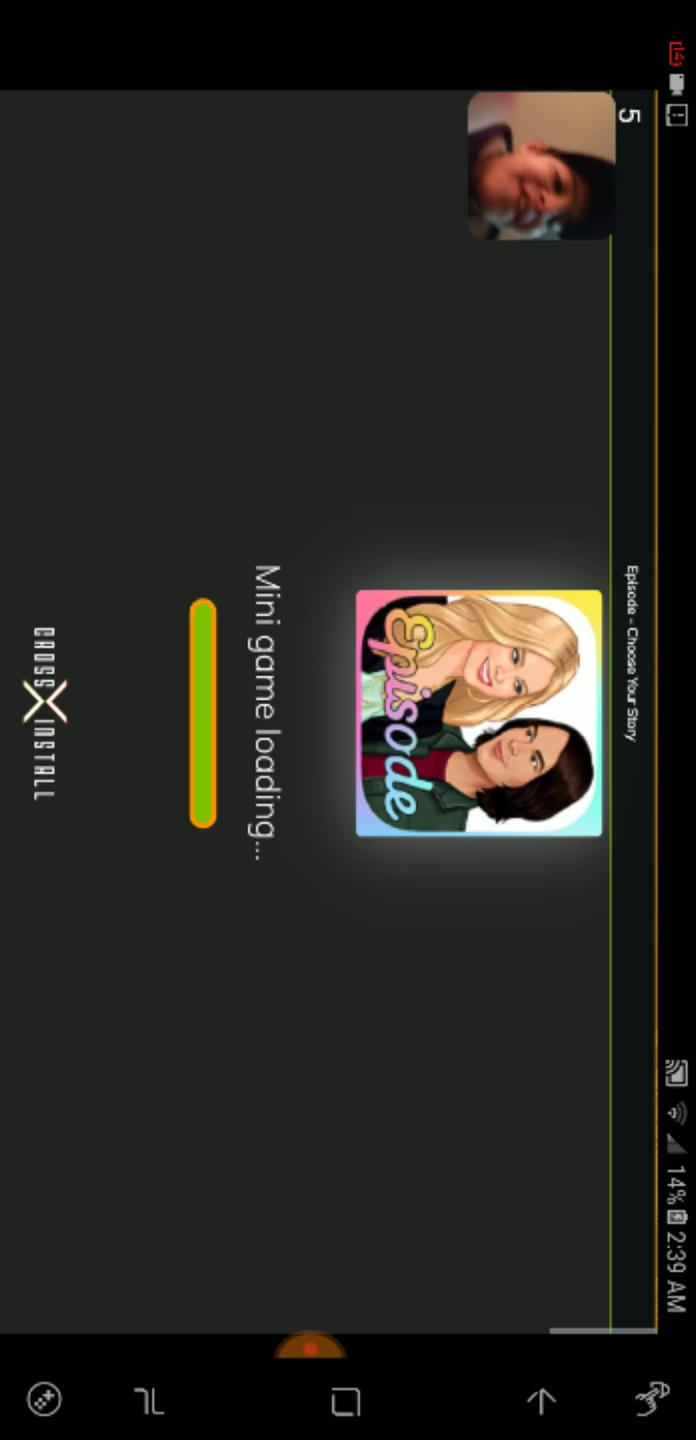 14% 2:39 AM
5
Episode - Choose Your Story
Episode
Mini game loading...
CROSS X INSTALL